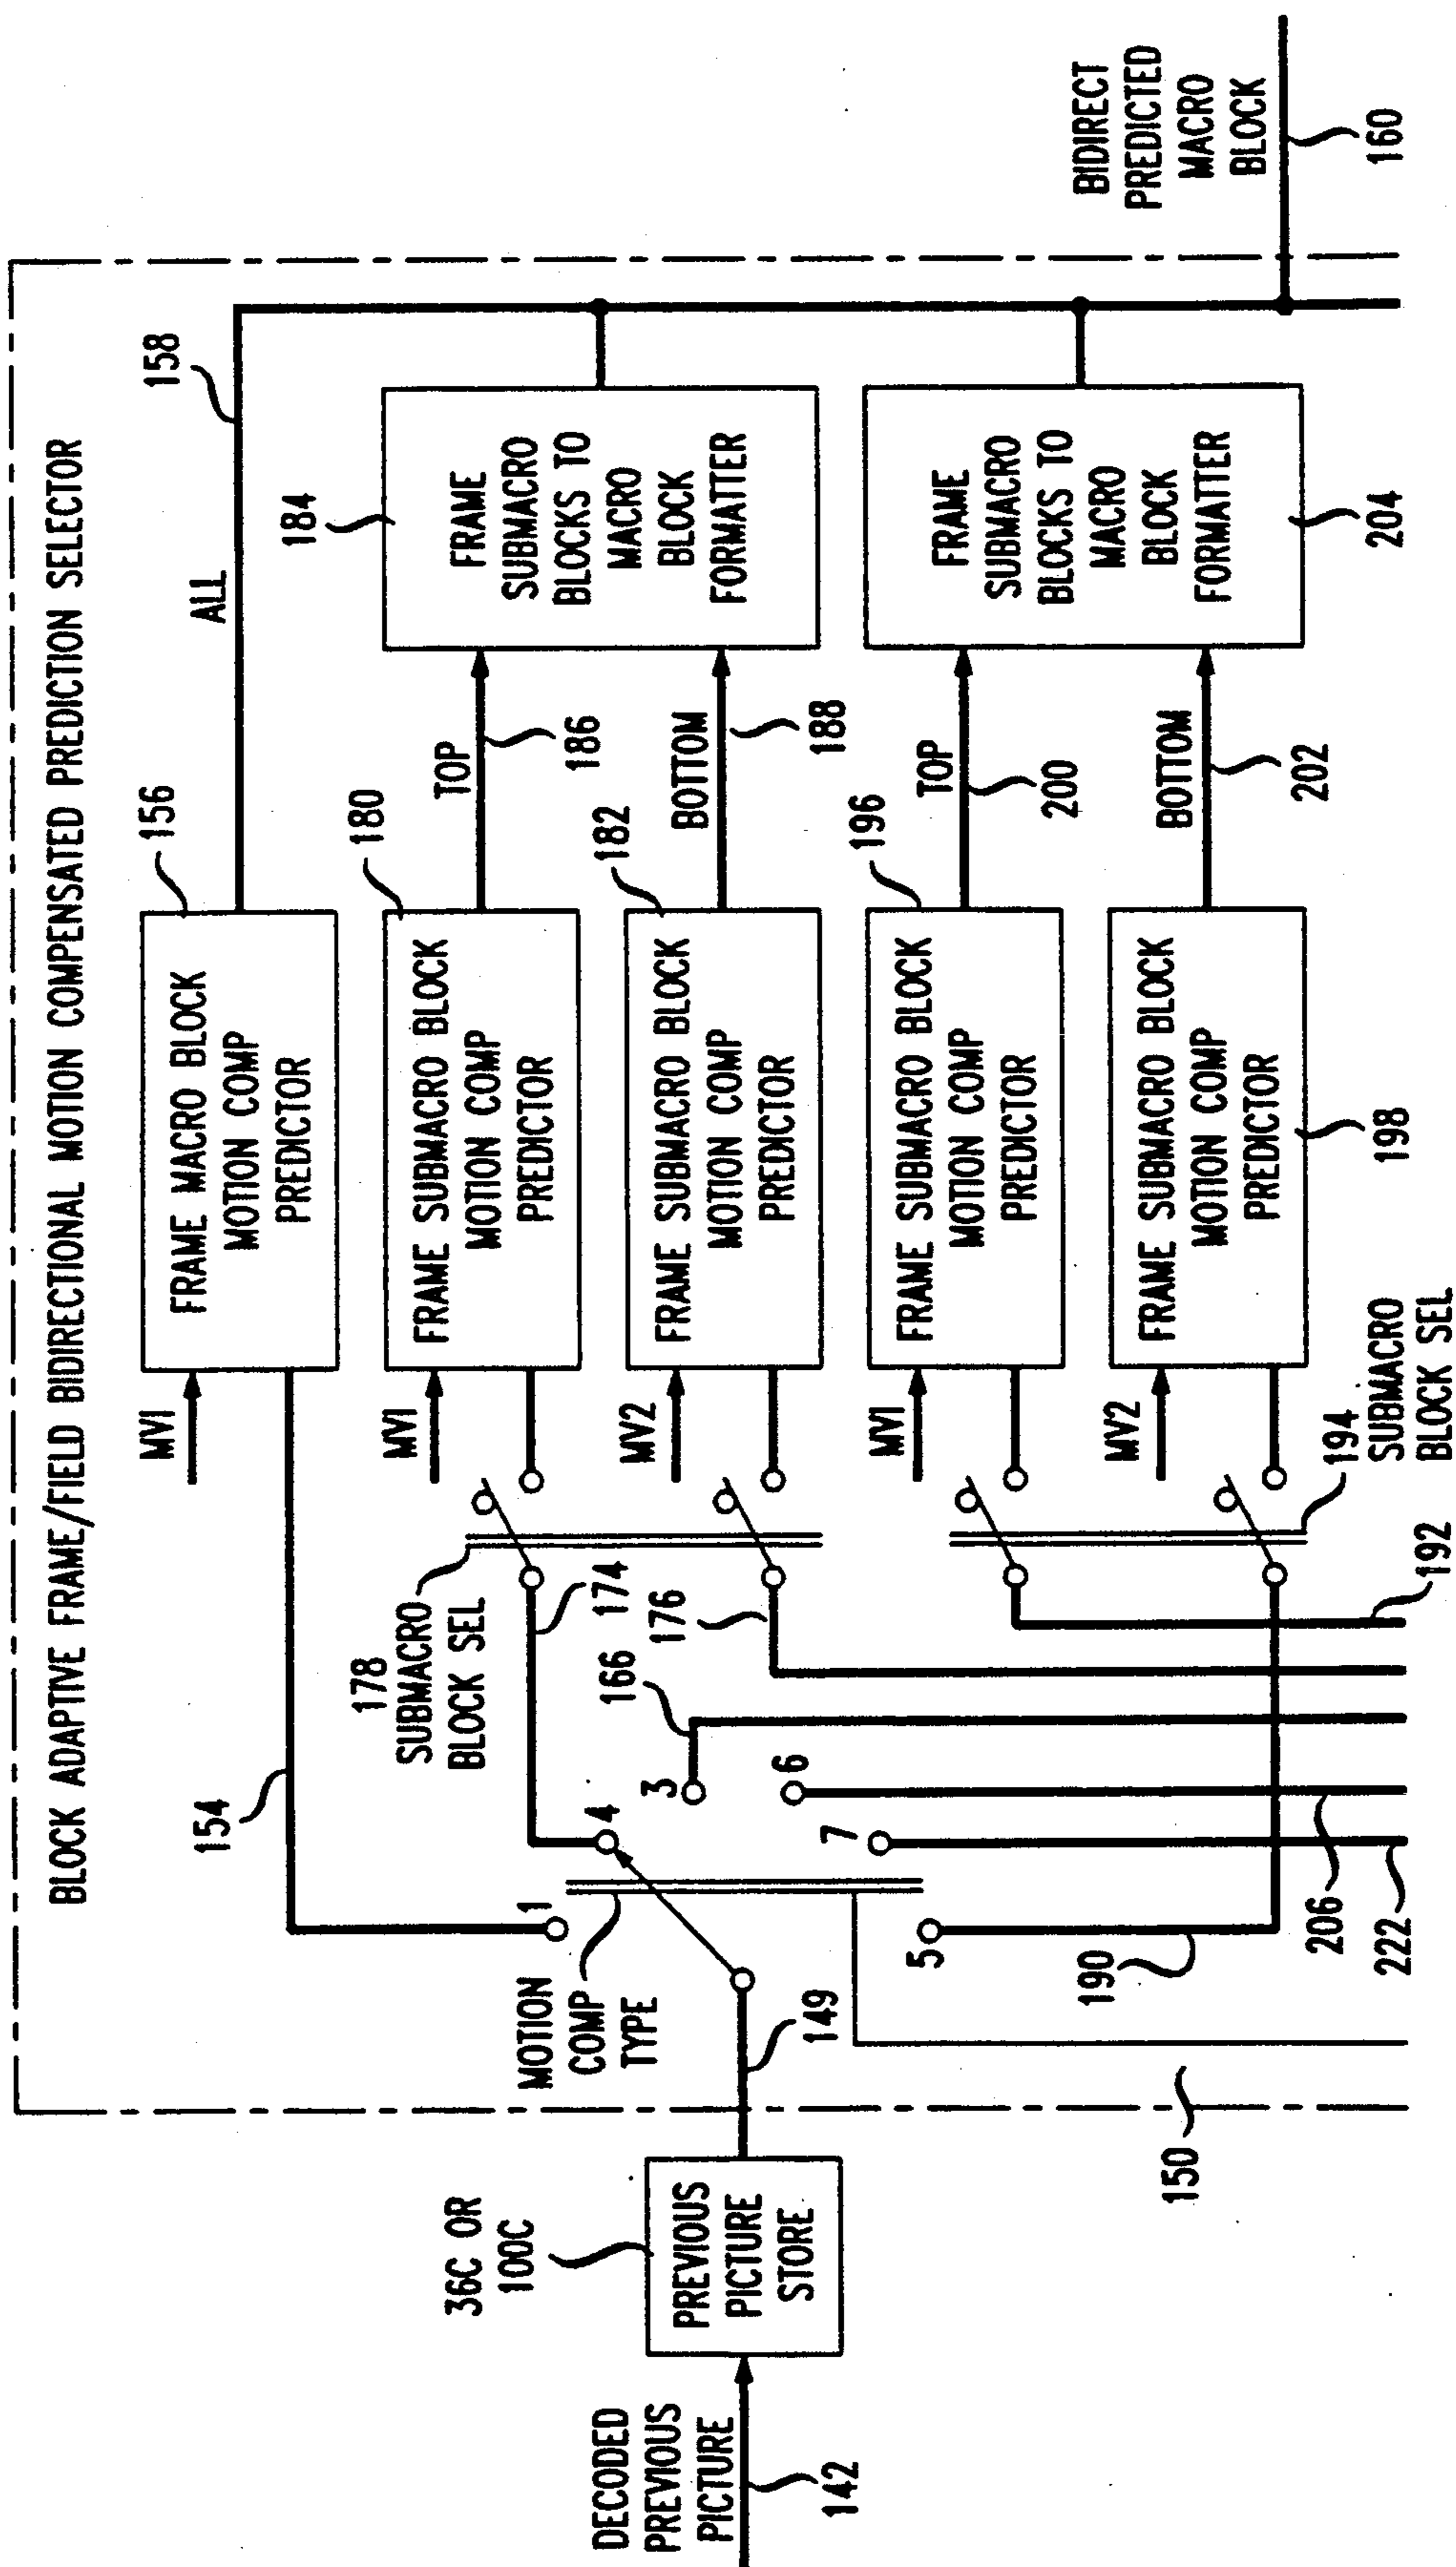 BLOCK ADAPTIVE FRAME/FIELD BIDIRECTIONAL MOTION COMPENSATED PREDICTION SELECTOR
154
MV1
FRAME MACRO BLOCK
MOTION COMP
PREDICTOR
156
ALL
158
178
SUBMACRO
BLOCK SEL
174
MV1
FRAME SUBMACRO BLOCK
MOTION COMP
PREDICTOR
180
TOP
186
184
FRAME
SUBMACRO
BLOCKS TO
MACRO
BLOCK
FORMATTER
176
MV2
FRAME SUBMACRO BLOCK
MOTION COMP
PREDICTOR
182
BOTTOM
188
36C OR
100C
PREVIOUS
PICTURE
STORE
DECODED
PREVIOUS
PICTURE
142
149
MOTION
COMP
TYPE
1
4
3
6
7
5
166
MV1
FRAME SUBMACRO BLOCK
MOTION COMP
PREDICTOR
196
TOP
200
FRAME
SUBMACRO
BLOCKS TO
MACRO
BLOCK
FORMATTER
204
MV2
FRAME SUBMACRO BLOCK
MOTION COMP
PREDICTOR
198
BOTTOM
202
BIDIRECT
PREDICTED
MACRO
BLOCK
160
150
190
206
222
192
194
SUBMACRO
BLOCK SEL